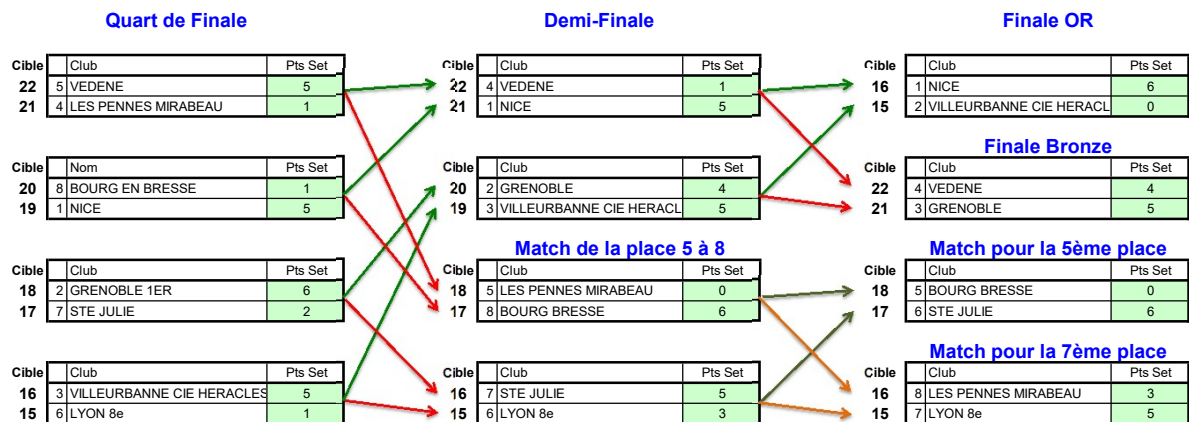 Quart de Finale Demi-Finale Finale OR
Cible Club Pts Set Cible Club Pts Set Cible Club Pts Set
22 5 VEDENE 5 22 4 VEDENE 1 16 1 NICE 6
21 4 LES PENNES MIRABEAU 1 21 1 NICE 5 15 2 VILLEURBANNE CIE HERACL 0
Finale Bronze
Cible Nom Pts Set Cible Club Pts Set Cible Club Pts Set
20 8 BOURG EN BRESSE 1 20 2 GRENOBLE 4 22 4 VEDENE 4
19 1 NICE 5 19 3 VILLEURBANNE CIE HERACL 5 21 3 GRENOBLE 5
Match de la place 5 à 8 Match pour la 5ème place
Cible Club Pts Set Cible Club Pts Set Cible Club Pts Set
18 2 GRENOBLE 1ER 6 18 5 LES PENNES MIRABEAU 0 18 5 BOURG BRESSE 0
17 7 STE JULIE 2 17 8 BOURG BRESSE 6 17 6 STE JULIE 6
Match pour la 7ème place
Cible Club Pts Set Cible Club Pts Set Cible Club Pts Set
16 3 VILLEURBANNE CIE HERACLES 5 16 7 STE JULIE 5 16 8 LES PENNES MIRABEAU 3
15 6 LYON 8e 1 15 6 LYON 8e 3 15 7 LYON 8e 5